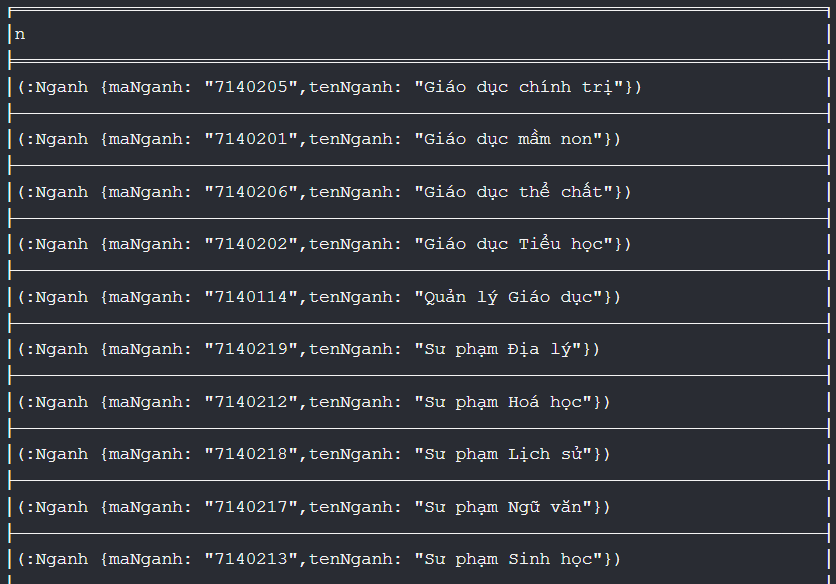 n
(:Nganh {maNganh: "7140205",tenNganh: "Giáo dục chính trị"})
(:Nganh {maNganh: "7140201",tenNganh: "Giáo dục mầm non"})
(:Nganh {maNganh: "7140206",tenNganh: "Giáo dục thể chất"})
(:Nganh {maNganh: "7140202",tenNganh: "Giáo dục Tiểu học"})
(:Nganh {maNganh: "7140114",tenNganh: "Quản lý Giáo dục"})
(:Nganh {maNganh: "7140219",tenNganh: "Sư phạm Địa lý"})
(:Nganh {maNganh: "7140212",tenNganh: "Sư phạm Hoá học"})
(:Nganh {maNganh: "7140218",tenNganh: "Sư phạm Lịch sử"})
(:Nganh {maNganh: "7140217",tenNganh: "Sư phạm Ngữ văn"})
(:Nganh {maNganh: "7140213",tenNganh: "Sư phạm Sinh học"})